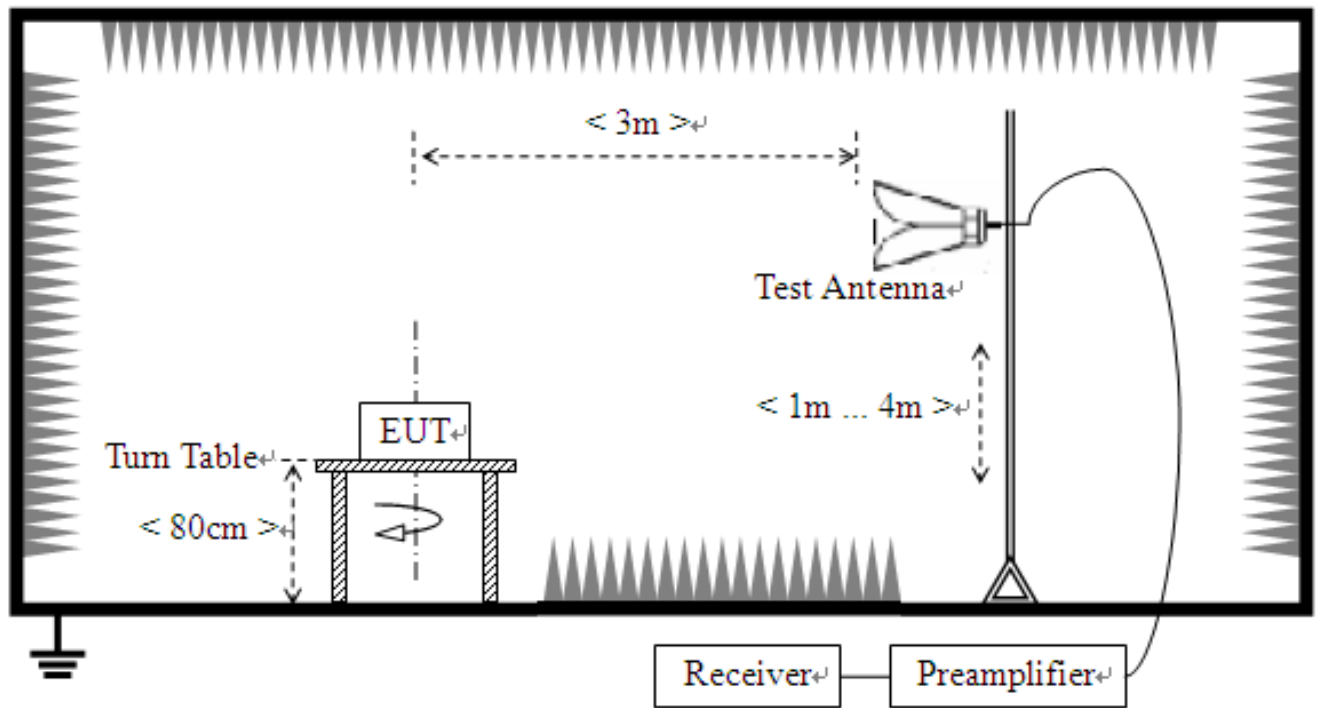 < 3m >↵
Test Antenna↵
< 1m ... 4m >↵
EUT↵
Turn Table↵
< 80cm >↵
Receiver↵
Preamplifier↵